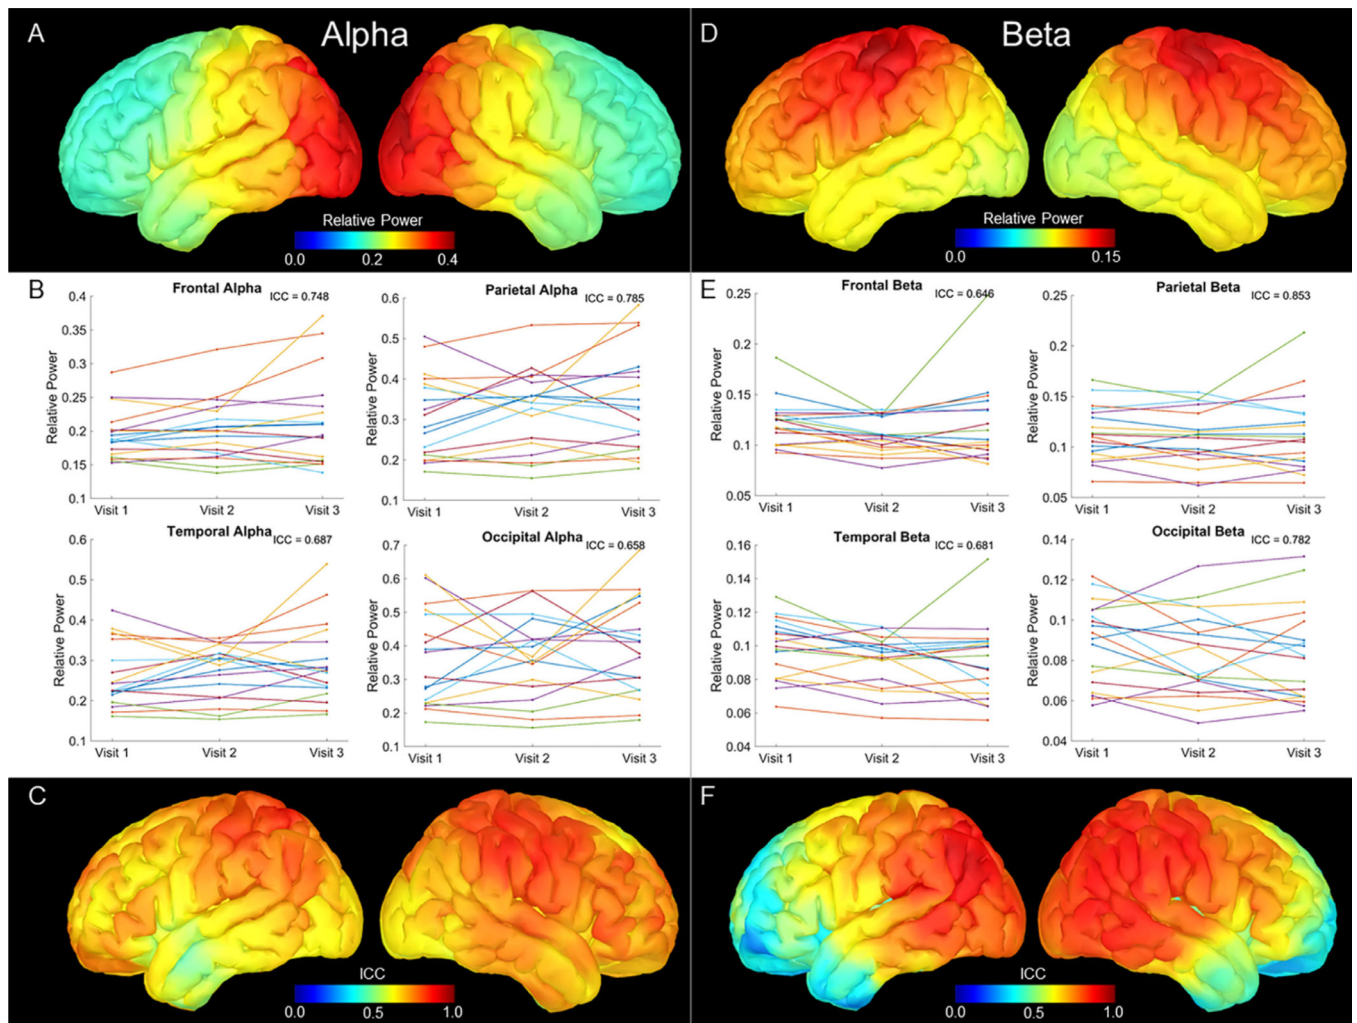 A
Alpha
Relative Power
0.0 0.2 0.4
D
Beta
Relative Power
0.0 0.15
B
Frontal Alpha
ICC = 0.748
Relative Power
0.4
0.35
0.3
0.25
0.2
0.15
0.1
Visit 1 Visit 2 Visit 3
Parietal Alpha
ICC = 0.785
Relative Power
0.6
0.5
0.4
0.3
0.2
0.1
Visit 1 Visit 2 Visit 3
Temporal Alpha
ICC = 0.687
Relative Power
0.6
0.5
0.4
0.3
0.2
0.1
Visit 1 Visit 2 Visit 3
Occipital Alpha
ICC = 0.658
Relative Power
0.7
0.6
0.5
0.4
0.3
0.2
0.1
Visit 1 Visit 2 Visit 3
E
Frontal Beta
ICC = 0.646
Relative Power
0.25
0.2
0.15
0.1
0.05
Visit 1 Visit 2 Visit 3
Parietal Beta
ICC = 0.853
Relative Power
0.25
0.2
0.15
0.1
0.05
Visit 1 Visit 2 Visit 3
Temporal Beta
ICC = 0.681
Relative Power
0.16
0.14
0.12
0.1
0.08
0.06
0.04
Visit 1 Visit 2 Visit 3
Occipital Beta
ICC = 0.782
Relative Power
0.14
0.12
0.1
0.08
0.06
0.04
Visit 1 Visit 2 Visit 3
C
ICC
0.0 0.5 1.0
F
ICC
0.0 0.5 1.0